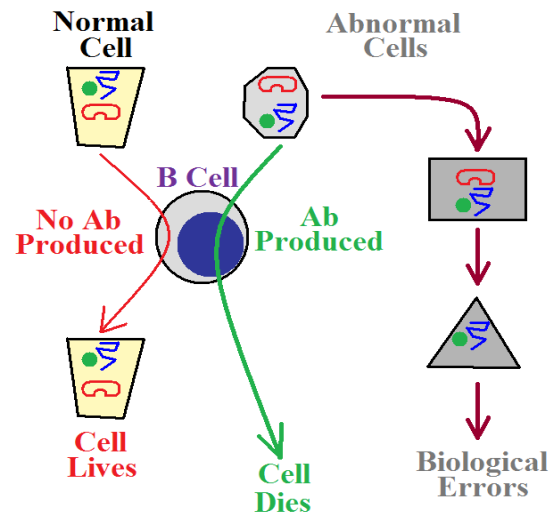 Normal
Cell
Abnormal
Cells
B Cell
No Ab
Produced
Ab
Produced
Cell
Lives
Cell
Dies
Biological
Errors